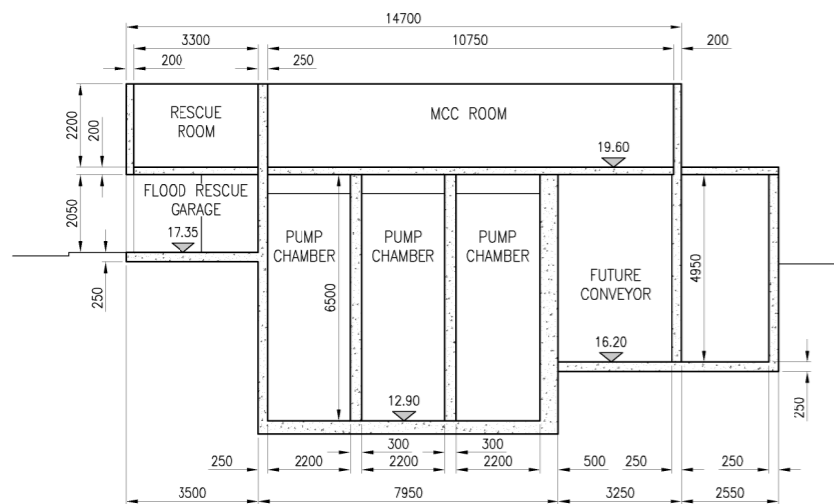 14700
3300
10750
200
200
250
2200
200
RESCUE
ROOM
MCC ROOM
19.60
2050
FLOOD RESCUE
GARAGE
17.35
250
PUMP
CHAMBER
PUMP
CHAMBER
PUMP
CHAMBER
6500
FUTURE
CONVEYOR
4950
16.20
12.90
250
300
300
250
2200
2200
2200
500
250
250
3500
7950
3250
2550